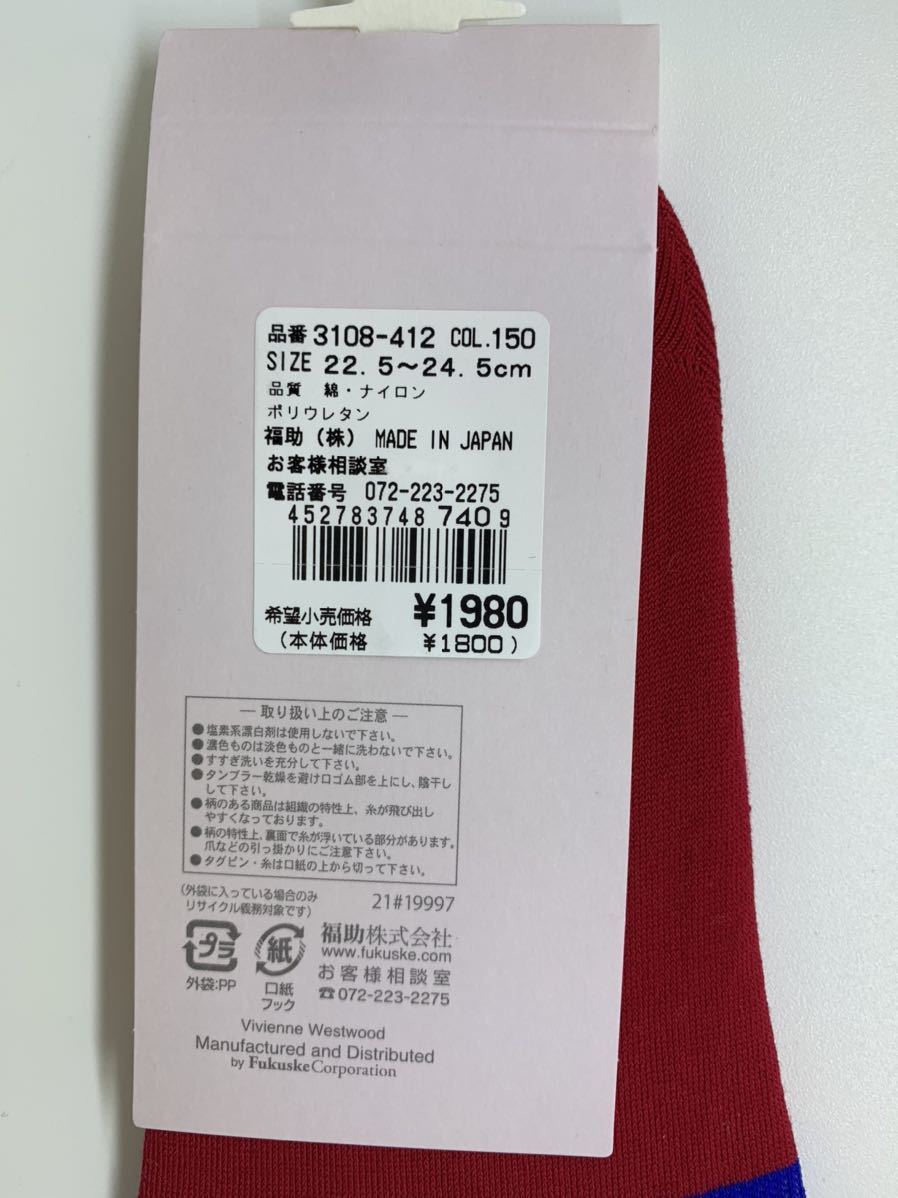 品番 3108-412 COL.150
SIZE 22.5～24.5cm
品質 綿・ナイロン
ポリウレタン
福助（株） MADE IN JAPAN
お客様相談室
電話番号 072-223-2275
4527837487409
希望小売価格 ¥1980
（本体価格 ¥1800）
― 取り扱い上のご注意 ―
●塩素系漂白剤は使用しないで下さい。
●濃色ものは淡色ものと一緒に洗わないで下さい。
●すすぎ洗いを充分して下さい。
●タンブラー乾燥を避け口ゴム部を上にし、陰干し
して下さい。
●柄のある商品は組織の特性上、糸が飛び出し
やすくなっております。
●柄の特性上、裏面で糸が浮いている部分があります。
爪などの引っ掛かりにご注意下さい。
●タグピン・糸は口紙の上から切って下さい。
（外袋に入っている場合のみ
リサイクル義務対象です）
21#19997
プラ
外袋:PP
紙
口紙
フック
福助株式会社
www.fukuske.com
お客様相談室
☎072-223-2275
Vivienne Westwood
Manufactured and Distributed
by Fukuske Corporation